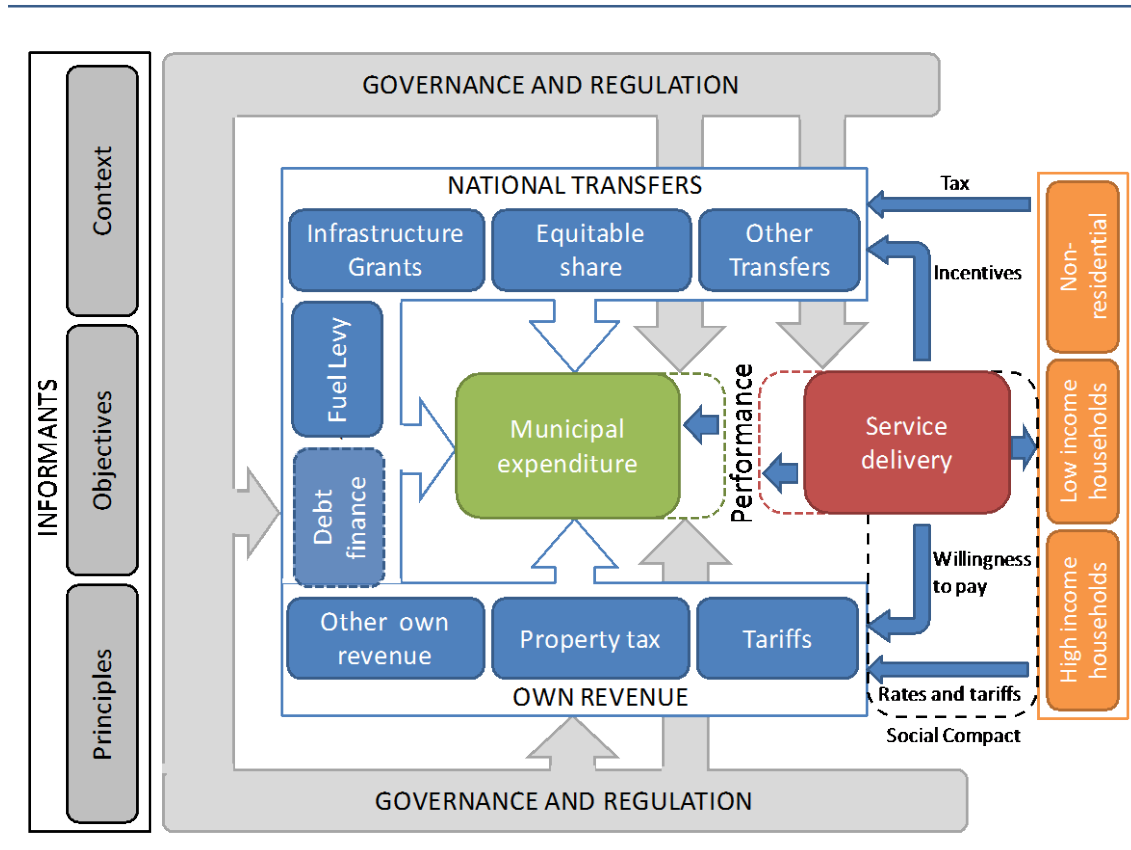 GOVERNANCE AND REGULATION
INFORMANTS
Context
Objectives
Principles
NATIONAL TRANSFERS
Infrastructure
Grants
Equitable
share
Other
Transfers
Fuel Levy
Debt
finance
Municipal
expenditure
Performance
Service
delivery
Tax
Incentives
Willingness
to pay
Rates and tariffs
Social Compact
Non-
residential
Low income
households
High income
households
Other own
revenue
Property tax
Tariffs
OWN REVENUE
GOVERNANCE AND REGULATION